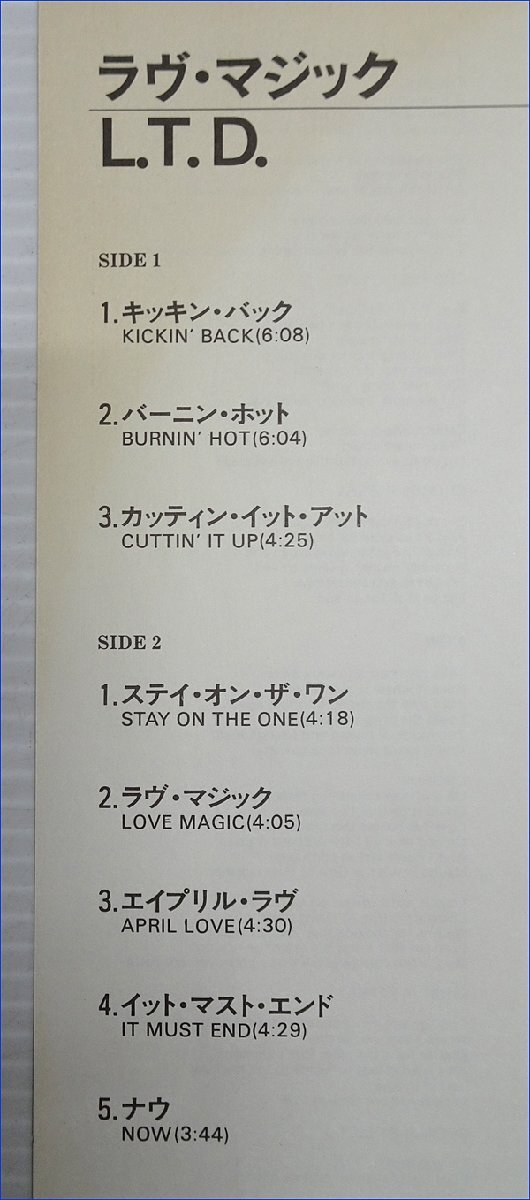 ラヴ・マジック
L.T.D.
SIDE 1
1.キッキン・バック
KICKIN' BACK(6:08)
2.バーニン・ホット
BURNIN' HOT(6:04)
3.カッティン・イット・アット
CUTTIN' IT UP(4:25)
SIDE 2
1.ステイ・オン・ザ・ワン
STAY ON THE ONE(4:18)
2.ラヴ・マジック
LOVE MAGIC(4:05)
3.エイプリル・ラヴ
APRIL LOVE(4:30)
4.イット・マスト・エンド
IT MUST END(4:29)
5.ナウ
NOW(3:44)